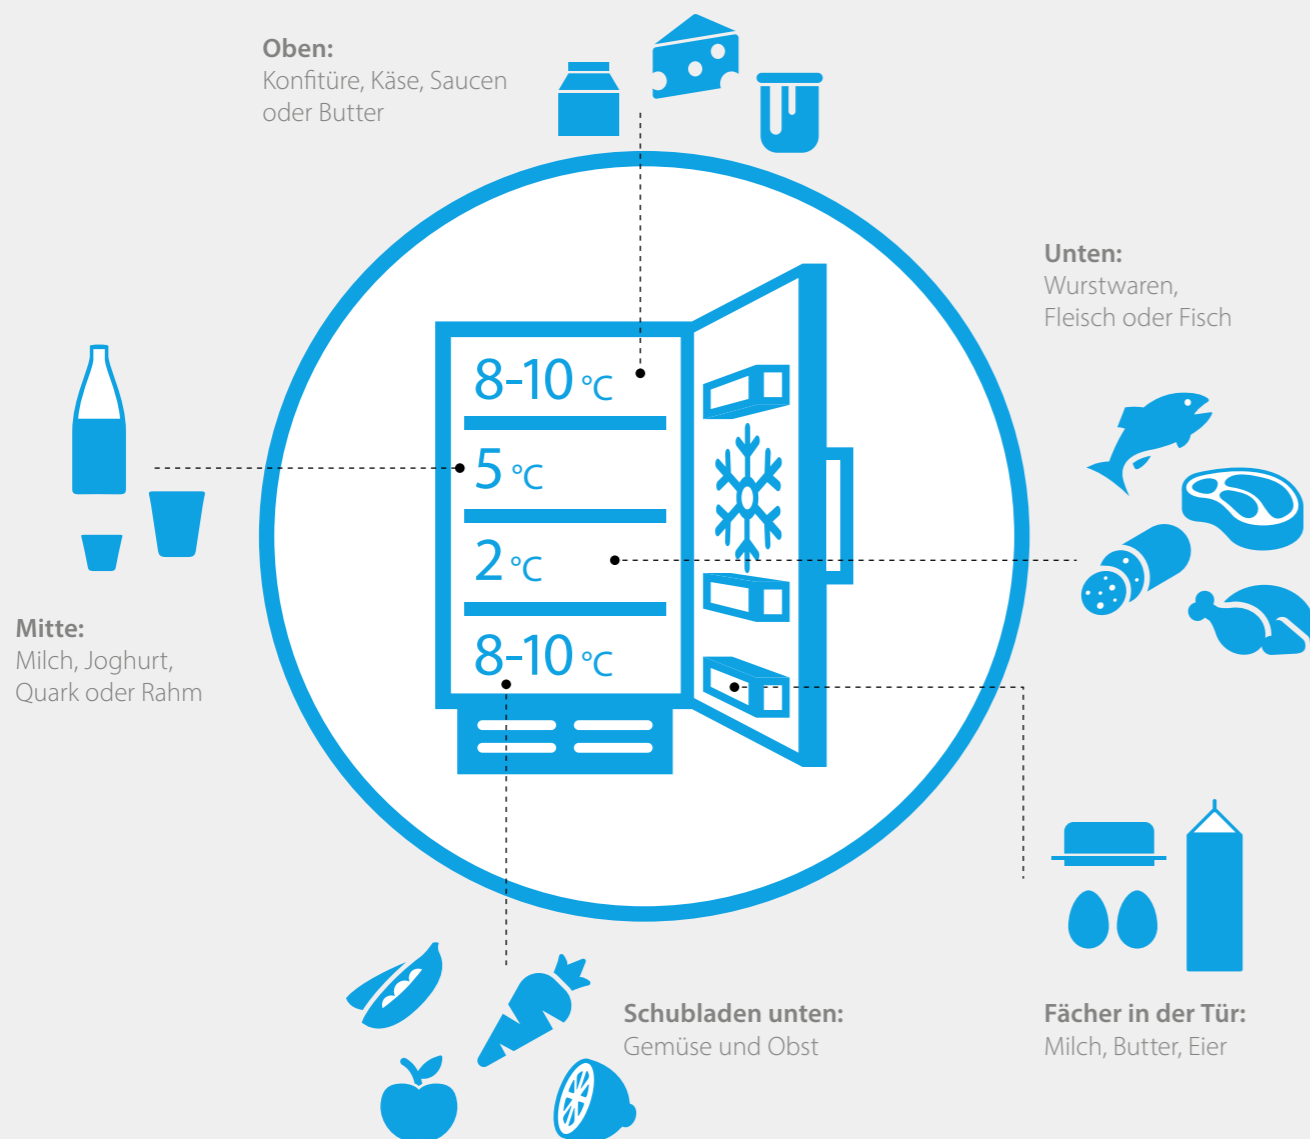 Oben:
Konfitüre, Käse, Saucen
oder Butter
Unten:
Wurstwaren,
Fleisch oder Fisch
8-10 °C
5 °C
2 °C
8-10 °C
Mitte:
Milch, Joghurt,
Quark oder Rahm
Schubladen unten:
Gemüse und Obst
Fächer in der Tür:
Milch, Butter, Eier